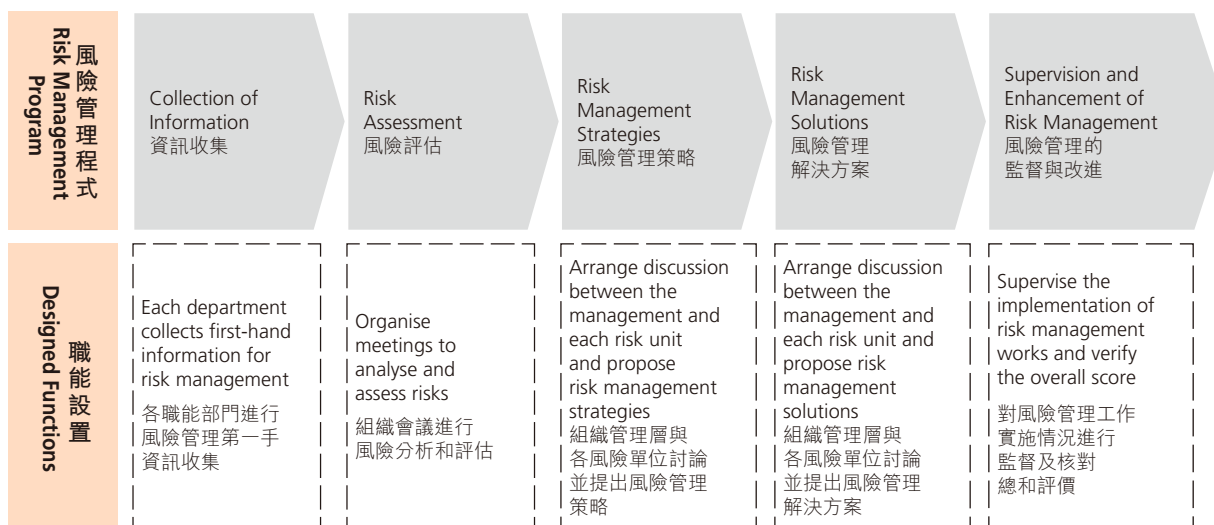 風險管理程式
Risk Management
Program
Collection of
Information
資訊收集
Risk
Assessment
風險評估
Risk
Management
Strategies
風險管理策略
Risk
Management
Solutions
風險管理
解決方案
Supervision and
Enhancement of
Risk Management
風險管理的
監督與改進
職能設置
Designed Functions
Each department
collects first-hand
information for
risk management
各職能部門進行
風險管理第一手
資訊收集
Organise
meetings to
analyse and
assess risks
組織會議進行
風險分析和評估
Arrange discussion
between the
management and
each risk unit
and propose
risk management
strategies
組織管理層與
各風險單位討論
並提出風險管理
策略
Arrange discussion
between the
management and
each risk unit and
propose risk
management
solutions
組織管理層與
各風險單位討論
並提出風險管理
解決方案
Supervise the
implementation of
risk management
works and verify
the overall score
對風險管理工作
實施情況進行
監督及核對
總和評價